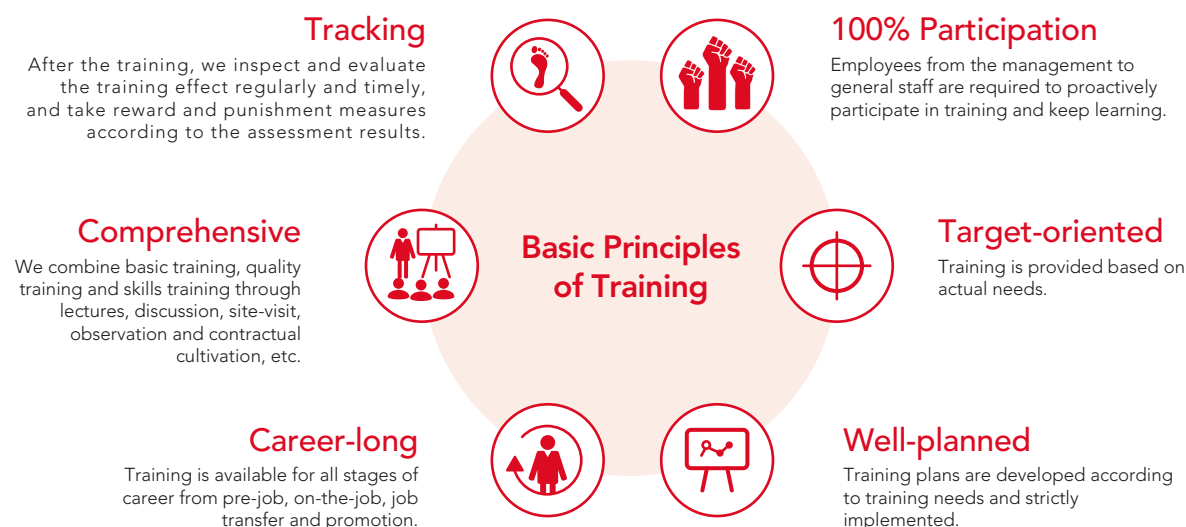 Tracking
After the training, we inspect and evaluate
the training effect regularly and timely,
and take reward and punishment measures
according to the assessment results.
100% Participation
Employees from the management to
general staff are required to proactively
participate in training and keep learning.
Comprehensive
We combine basic training, quality
training and skills training through
lectures, discussion, site-visit,
observation and contractual
cultivation, etc.
Basic Principles
of Training
Target-oriented
Training is provided based on
actual needs.
Career-long
Training is available for all stages of
career from pre-job, on-the-job, job
transfer and promotion.
Well-planned
Training plans are developed according
to training needs and strictly
implemented.